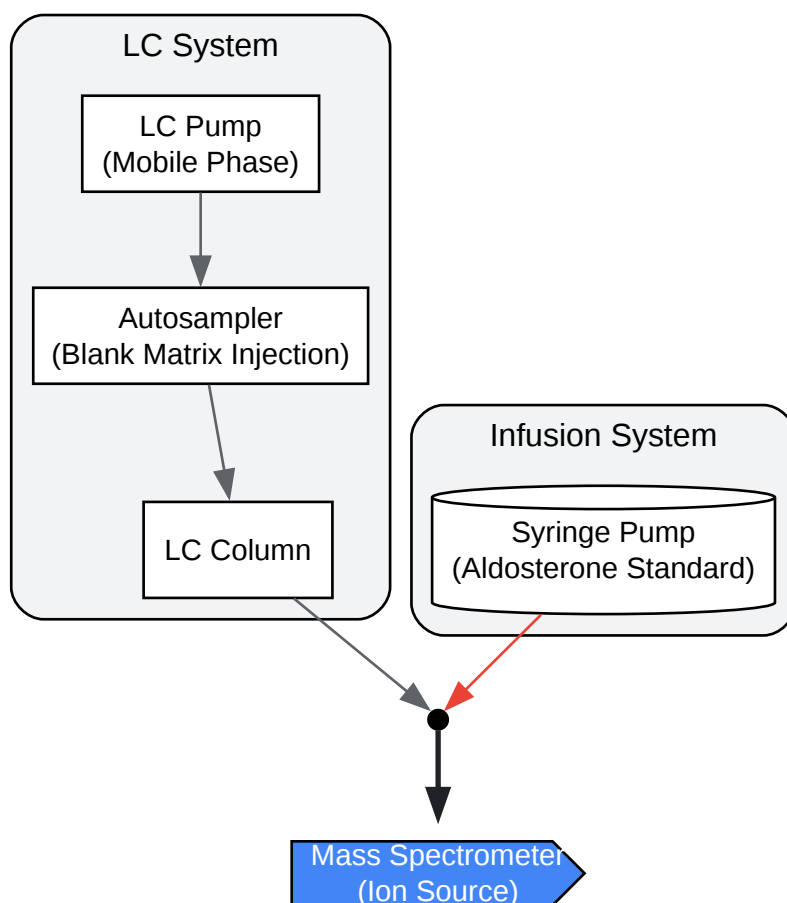 LC System
LC Pump
(Mobile Phase)
Autosampler
(Blank Matrix Injection)
LC Column
Infusion System
Syringe Pump
(Aldosterone Standard)
Mass Spectrometer
(Ion Source)